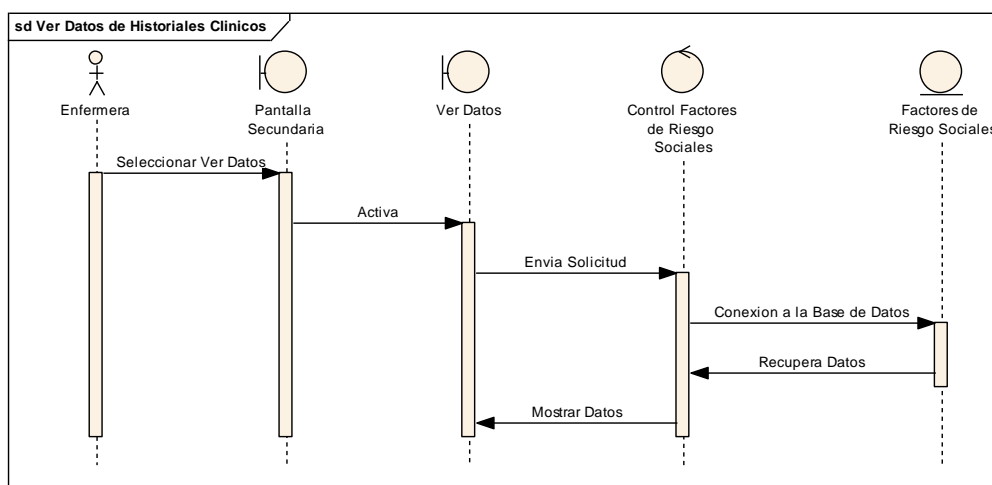 sd Ver Datos de Historiales Clinicos
Enfermera
Pantalla
Secundaria
Ver Datos
Control Factores
de Riesgo
Sociales
Factores de
Riesgo Sociales
Seleccionar Ver Datos
Activa
Envia Solicitud
Conexion a la Base de Datos
Recupera Datos
Mostrar Datos